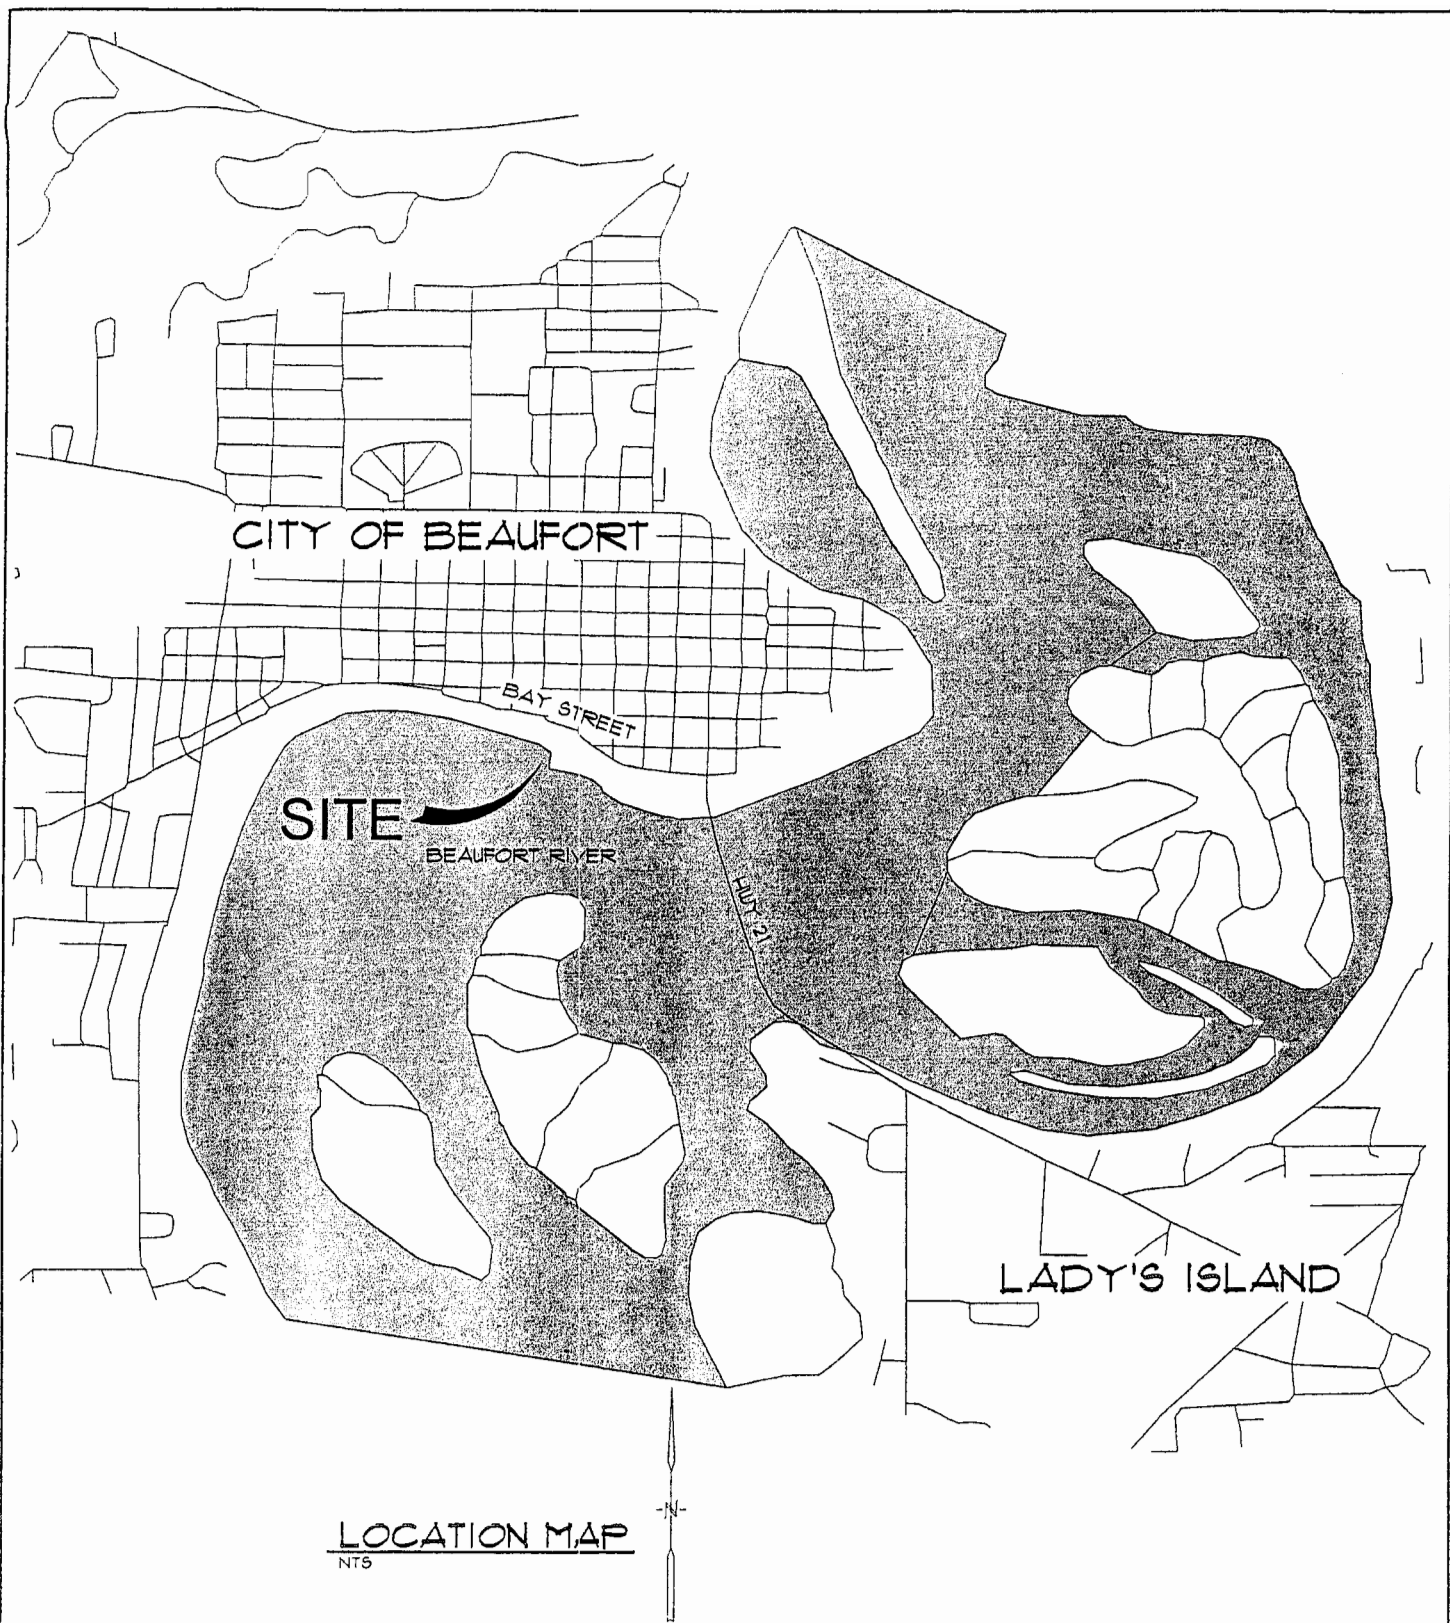 CITY OF BEAUFORT
BAY STREET
SITE
BEAUFORT RIVER
HWY 21
LADY'S ISLAND
-N-
LOCATION MAP
NTS